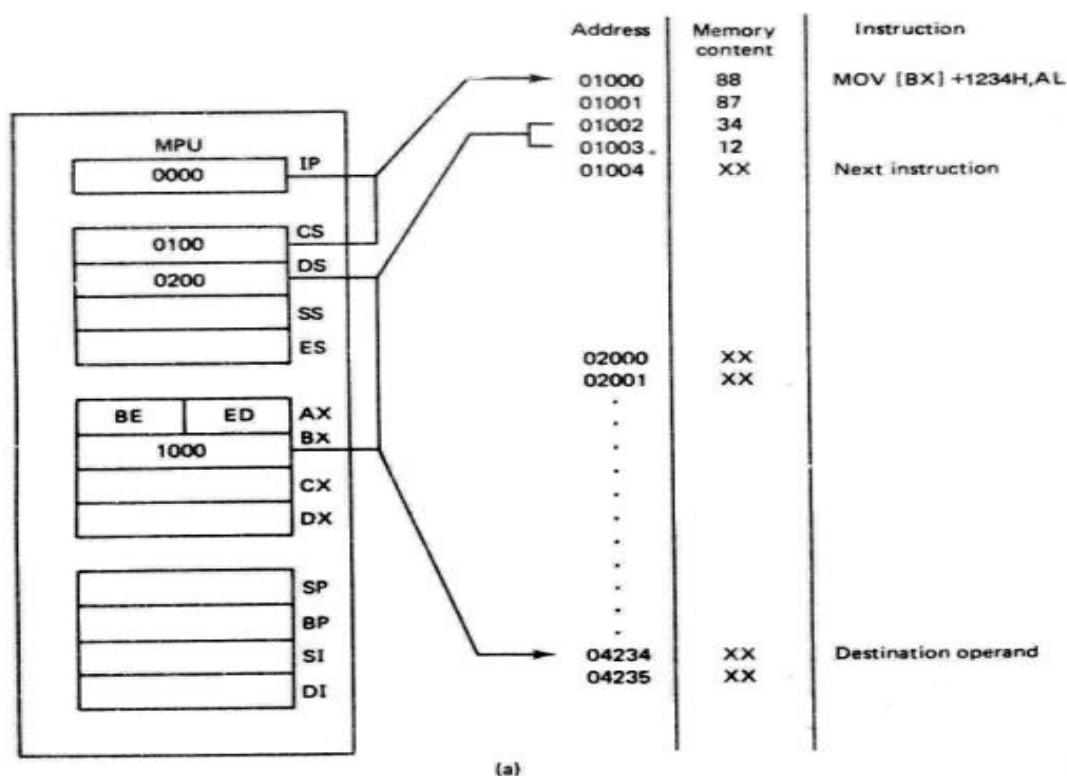 Address Memory content Instruction
01000 88 MOV [BX] +1234H,AL
01001 87
01002 34
01003 12
01004 XX Next instruction
MPU
0000 IP
0100 CS
0200 DS
SS
ES
02000 XX
02001 XX
BE ED AX
1000 BX
CX
DX
SP
BP
SI
DI
04234 XX Destination operand
04235 XX
(a)